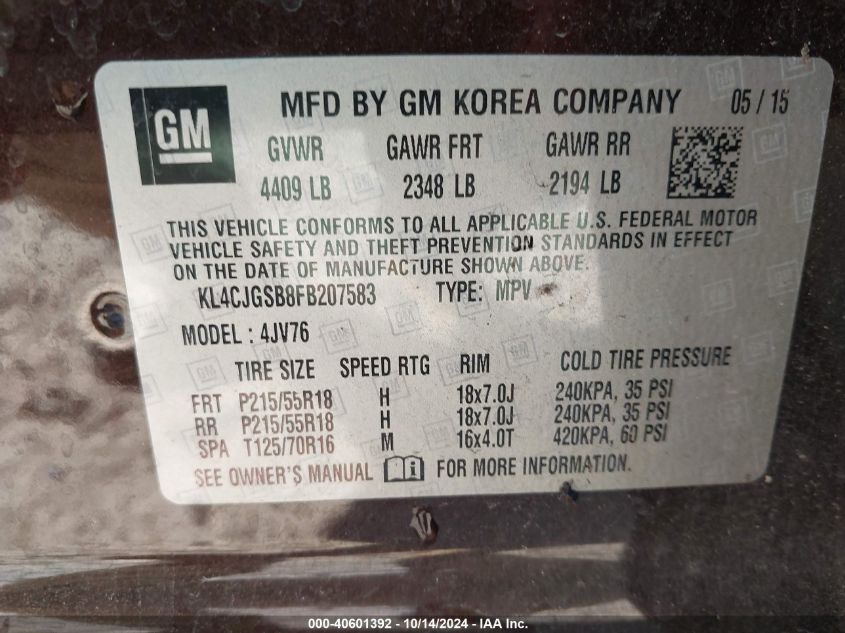 GM
MFD BY GM KOREA COMPANY 05 / 15
GVWR GAWR FRT GAWR RR
4409 LB 2348 LB 2194 LB
THIS VEHICLE CONFORMS TO ALL APPLICABLE U.S. FEDERAL MOTOR
VEHICLE SAFETY AND THEFT PREVENTION STANDARDS IN EFFECT
ON THE DATE OF MANUFACTURE SHOWN ABOVE.
KL4CJGSB8FB207583 TYPE: MPV
MODEL : 4JV76
TIRE SIZE SPEED RTG RIM COLD TIRE PRESSURE
FRT P215/55R18 H 18x7.0J 240KPA, 35 PSI
RR P215/55R18 H 18x7.0J 240KPA, 35 PSI
SPA T125/70R16 M 16x4.0T 420KPA, 60 PSI
SEE OWNER'S MANUAL FOR MORE INFORMATION.
000-40601392 - 10/14/2024 - IAA Inc.